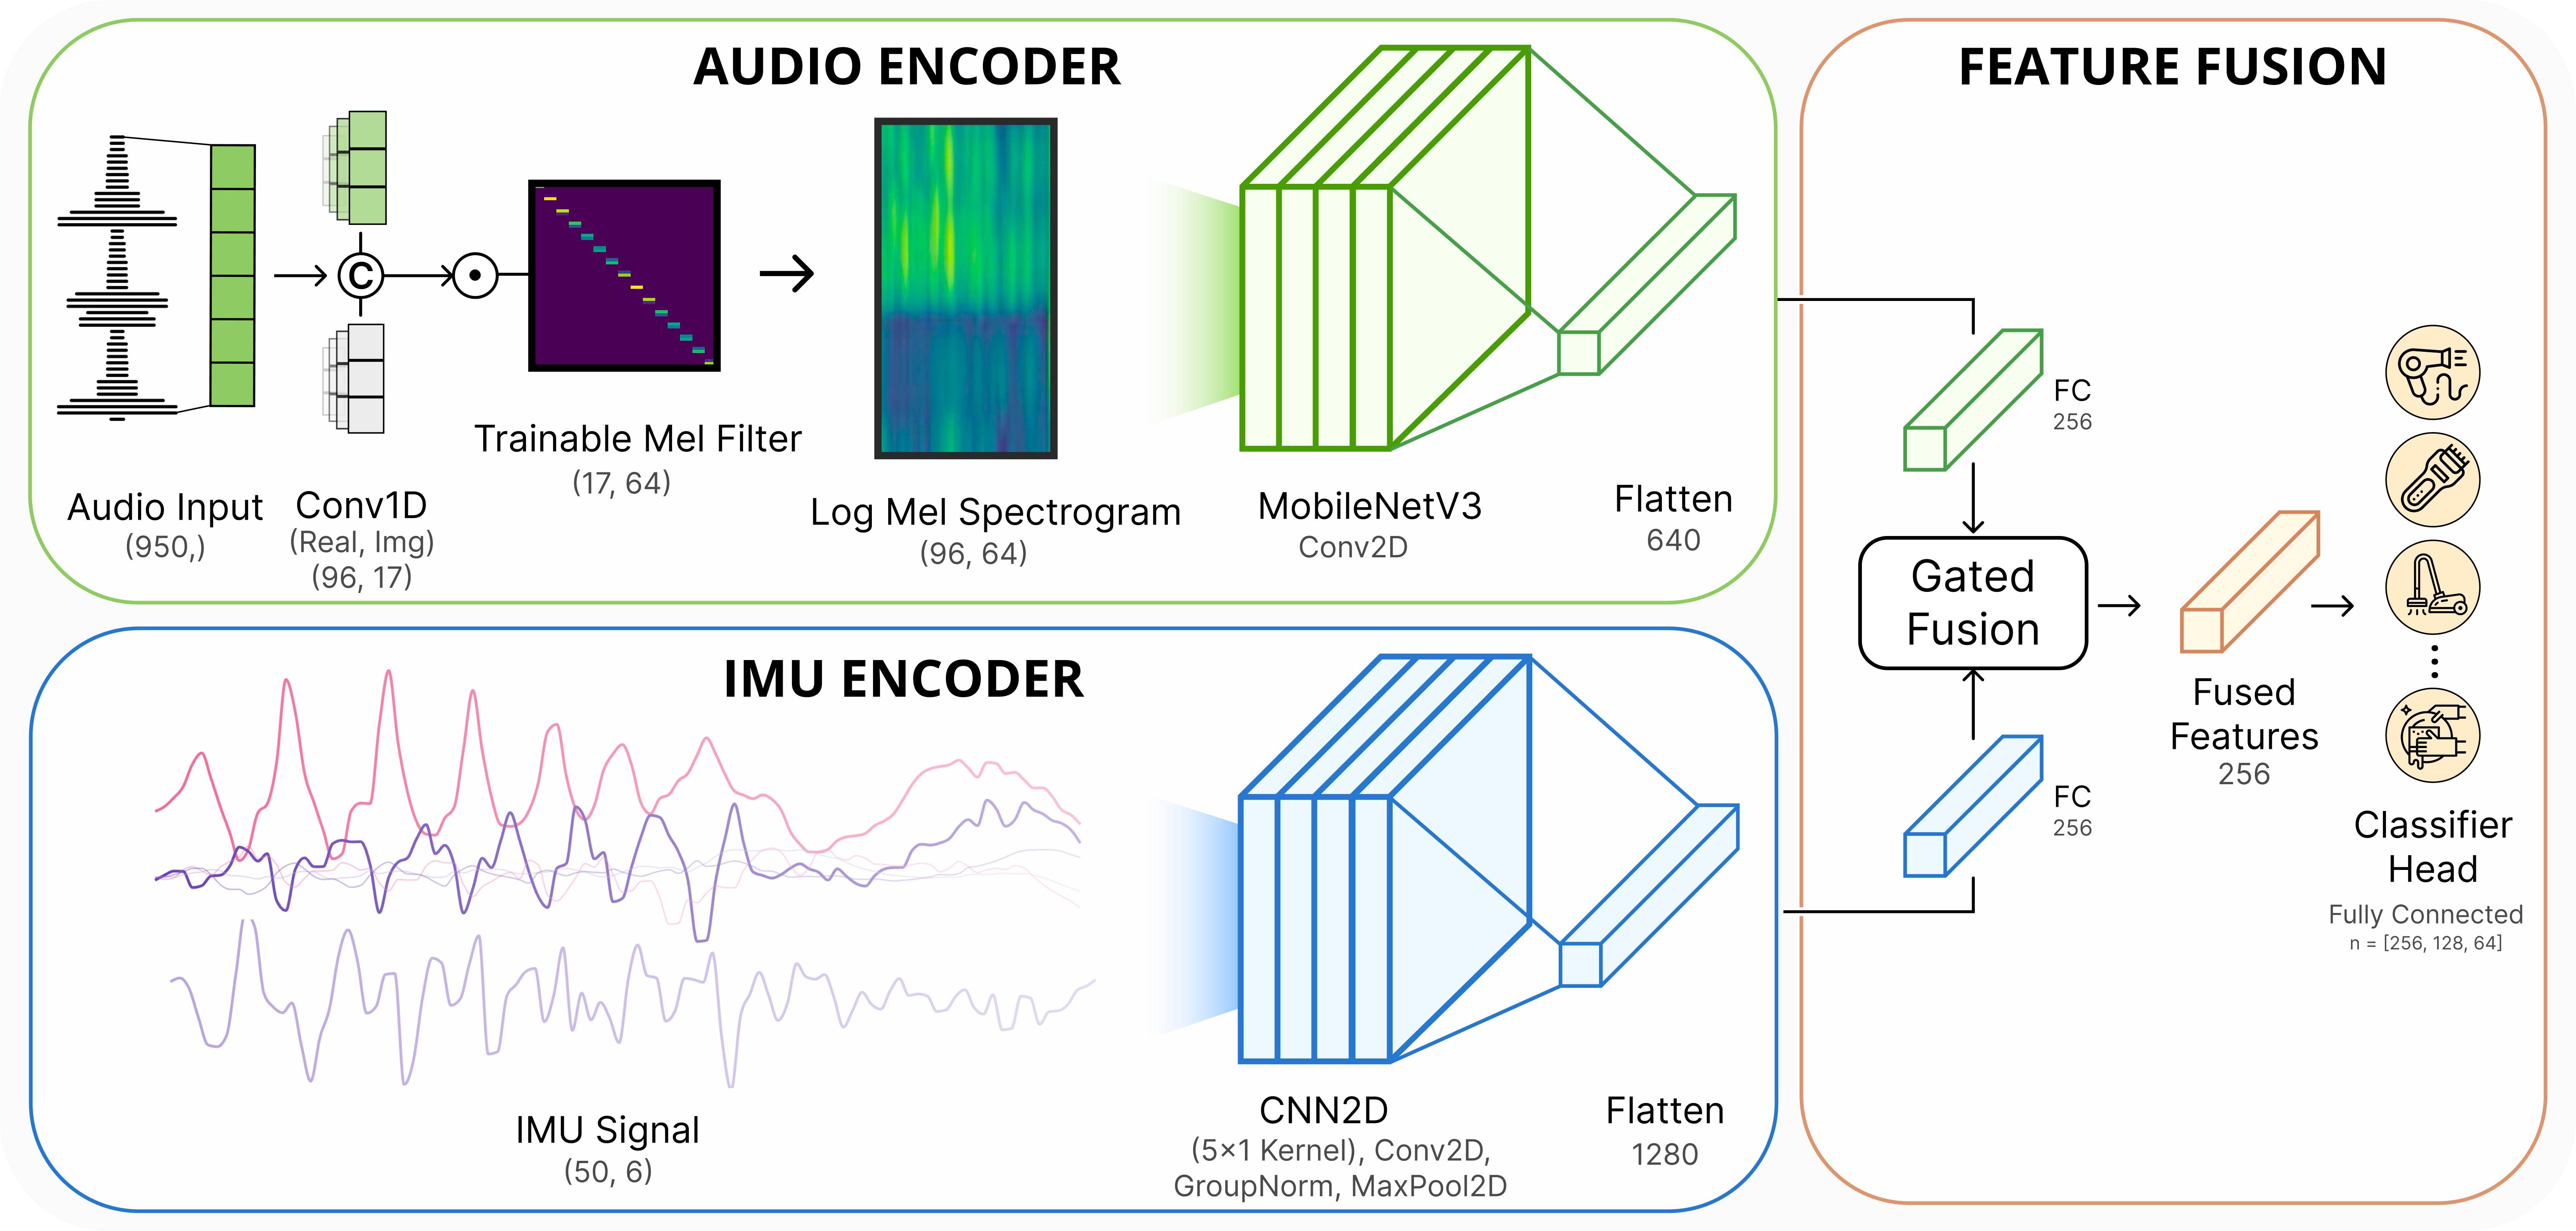 AUDIO ENCODER
C
Audio Input
(950,)
Conv1D
(Real, Img)
(96, 17)
Trainable Mel Filter
(17, 64)
Log Mel Spectrogram
(96, 64)
MobileNetV3
Conv2D
Flatten
640
IMU ENCODER
IMU Signal
(50, 6)
CNN2D
(5×1 Kernel), Conv2D,
GroupNorm, MaxPool2D
Flatten
1280
FEATURE FUSION
FC
256
Gated
Fusion
FC
256
Fused
Features
256
Classifier
Head
Fully Connected
n = [256, 128, 64]